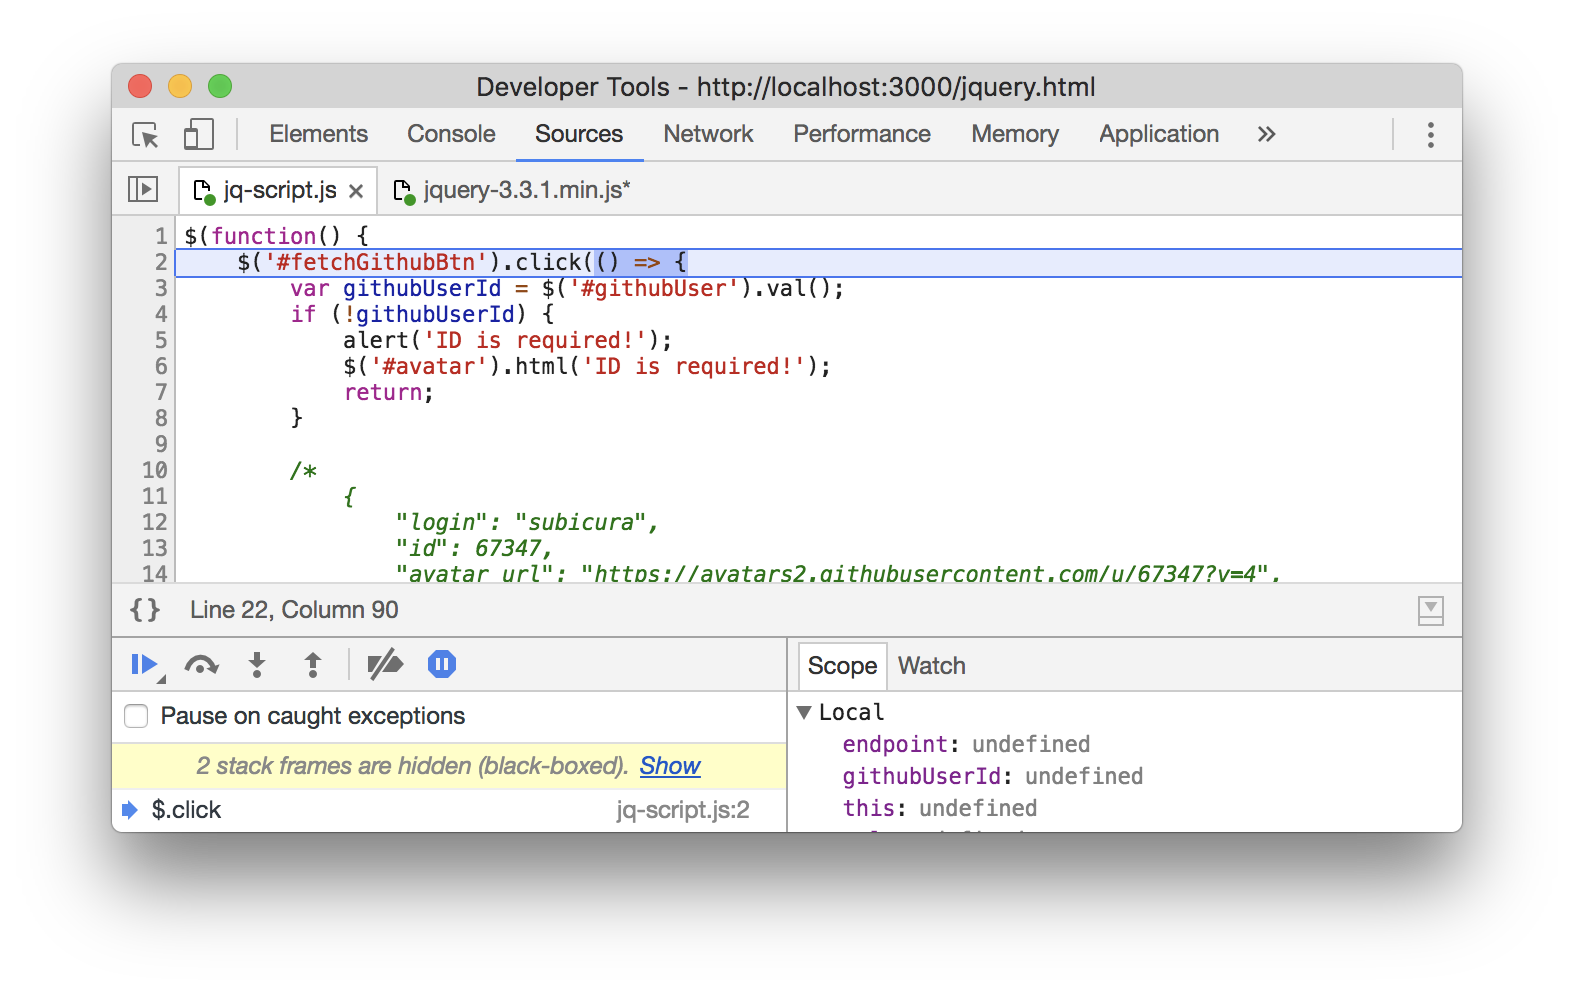 Developer Tools - http://localhost:3000/jquery.html
Elements Console Sources Network Performance Memory Application »
jq-script.js × jquery-3.3.1.min.js*
1 $(function() {
2 $('#fetchGithubBtn').click(() => {
3 var githubUserId = $('#githubUser').val();
4 if (!githubUserId) {
5 alert('ID is required!');
6 $('#avatar').html('ID is required!');
7 return;
8 }
9
10 /*
11 {
12 "login": "subicura",
13 "id": 67347,
14 "avatar_url": "https://avatars2.githubusercontent.com/u/67347?v=4",
{} Line 22, Column 90
Pause on caught exceptions
2 stack frames are hidden (black-boxed). Show
$.click jq-script.js:2
Scope Watch
Local
endpoint: undefined
githubUserId: undefined
this: undefined